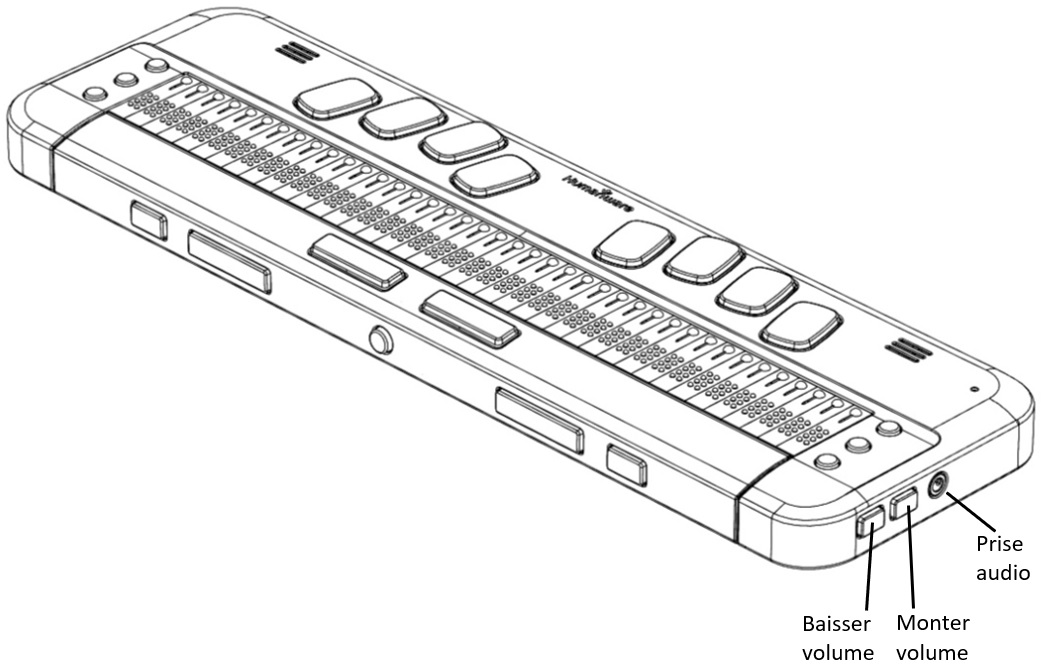 HumanWare
Prise
audio
Baisser
volume
Monter
volume